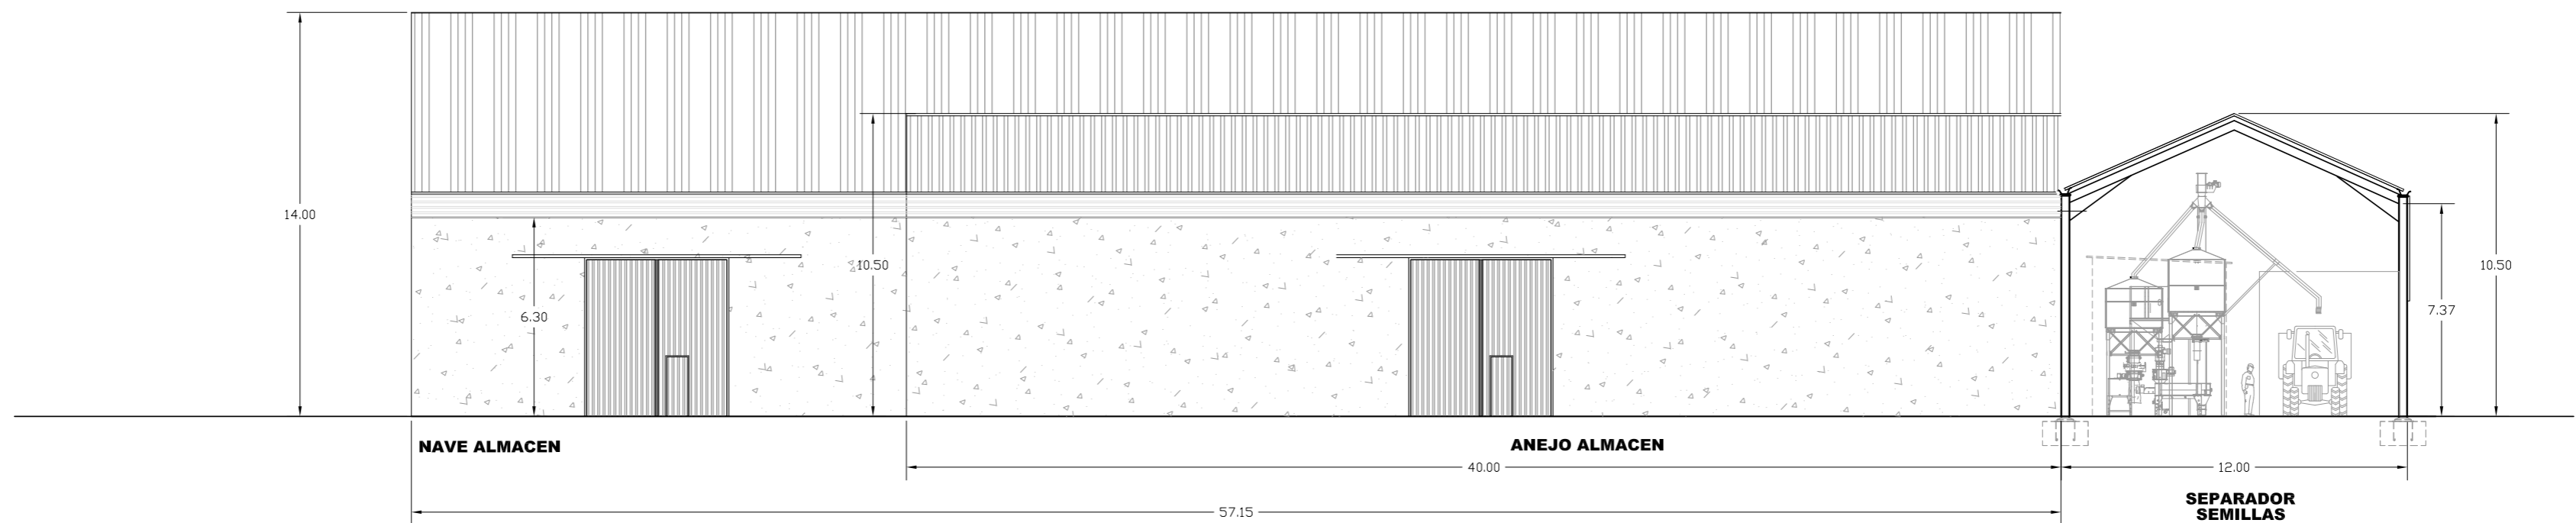 14.00
10.50
6.30
10.50
7.37
NAVE ALMACEN
ANEJO ALMACEN
40.00
12.00
SEPARADOR
SEMILLAS
57.15